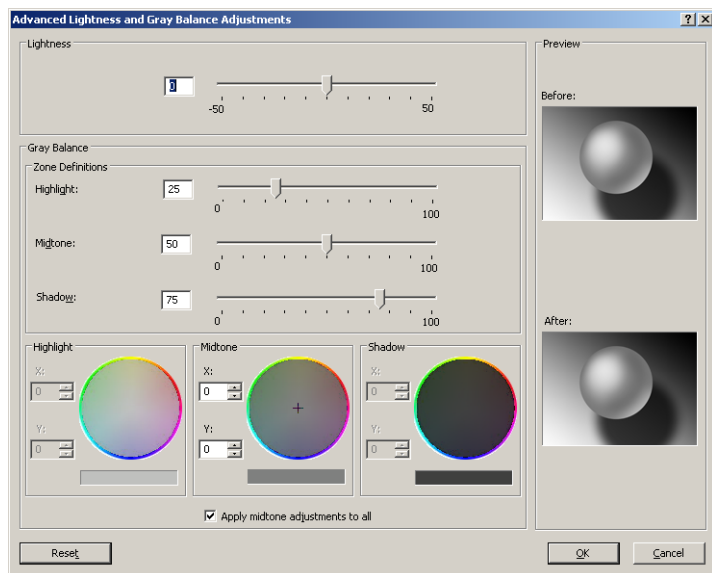 Advanced Lightness and Gray Balance Adjustments
Lightness
0
-50 50
Gray Balance
Zone Definitions
Highlight: 25
0 100
Midtone: 50
0 100
Shadow: 75
0 100
Highlight
X:
0
Y:
0
Midtone
X:
0
Y:
0
Shadow
X:
0
Y:
0
Apply midtone adjustments to all
Preview
Before:
After:
Reset
OK
Cancel